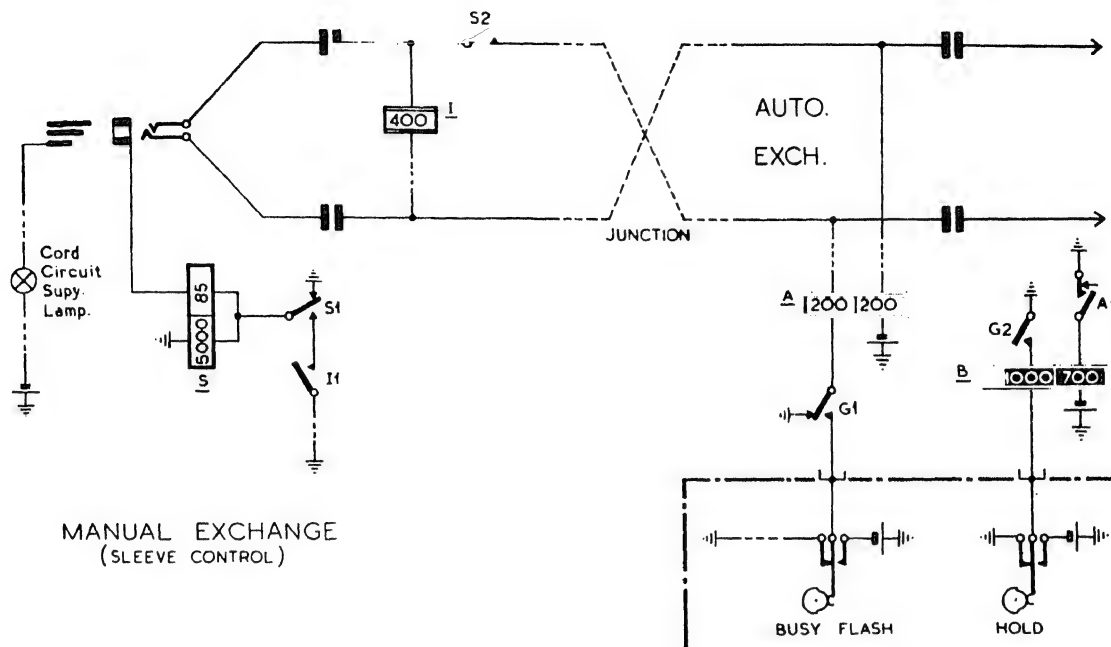 S2
I
400
AUTO.
EXCH.
JUNCTION
Cord
Circuit
Supy.
Lamp.
85
5000
S
S1
I1
A
200
200
G1
G2
A
B
1000
700
MANUAL EXCHANGE
(SLEEVE CONTROL)
BUSY FLASH
HOLD